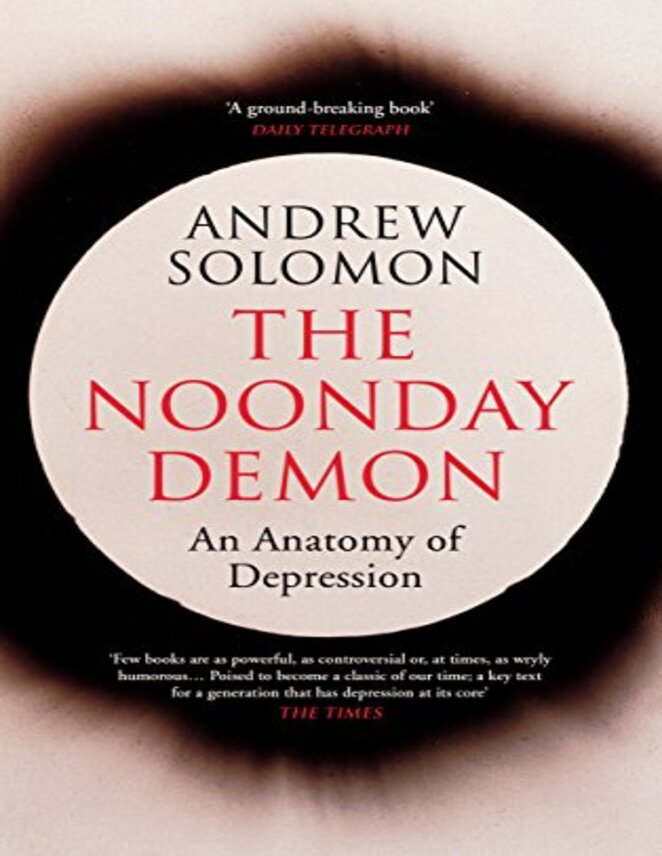 'A ground-breaking book'
DAILY TELEGRAPH
ANDREW
SOLOMON
THE
NOONDAY
DEMON
An Anatomy of
Depression
'Few books are as powerful, as controversial or, at times, as wryly
humorous... Poised to become a classic of our time; a key text
for a generation that has depression at its core'
THE TIMES